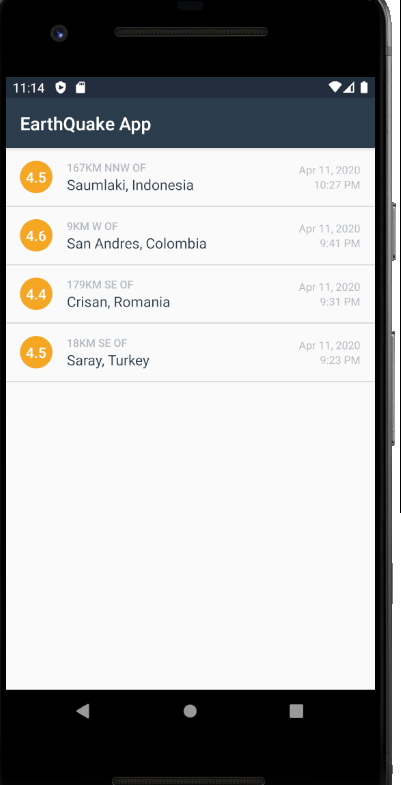 11:14
EarthQuake App
4.5
167KM NNW OF
Saumlaki, Indonesia
Apr 11, 2020
10:27 PM
4.6
9KM W OF
San Andres, Colombia
Apr 11, 2020
9:41 PM
4.4
179KM SE OF
Crisan, Romania
Apr 11, 2020
9:31 PM
4.5
18KM SE OF
Saray, Turkey
Apr 11, 2020
9:23 PM